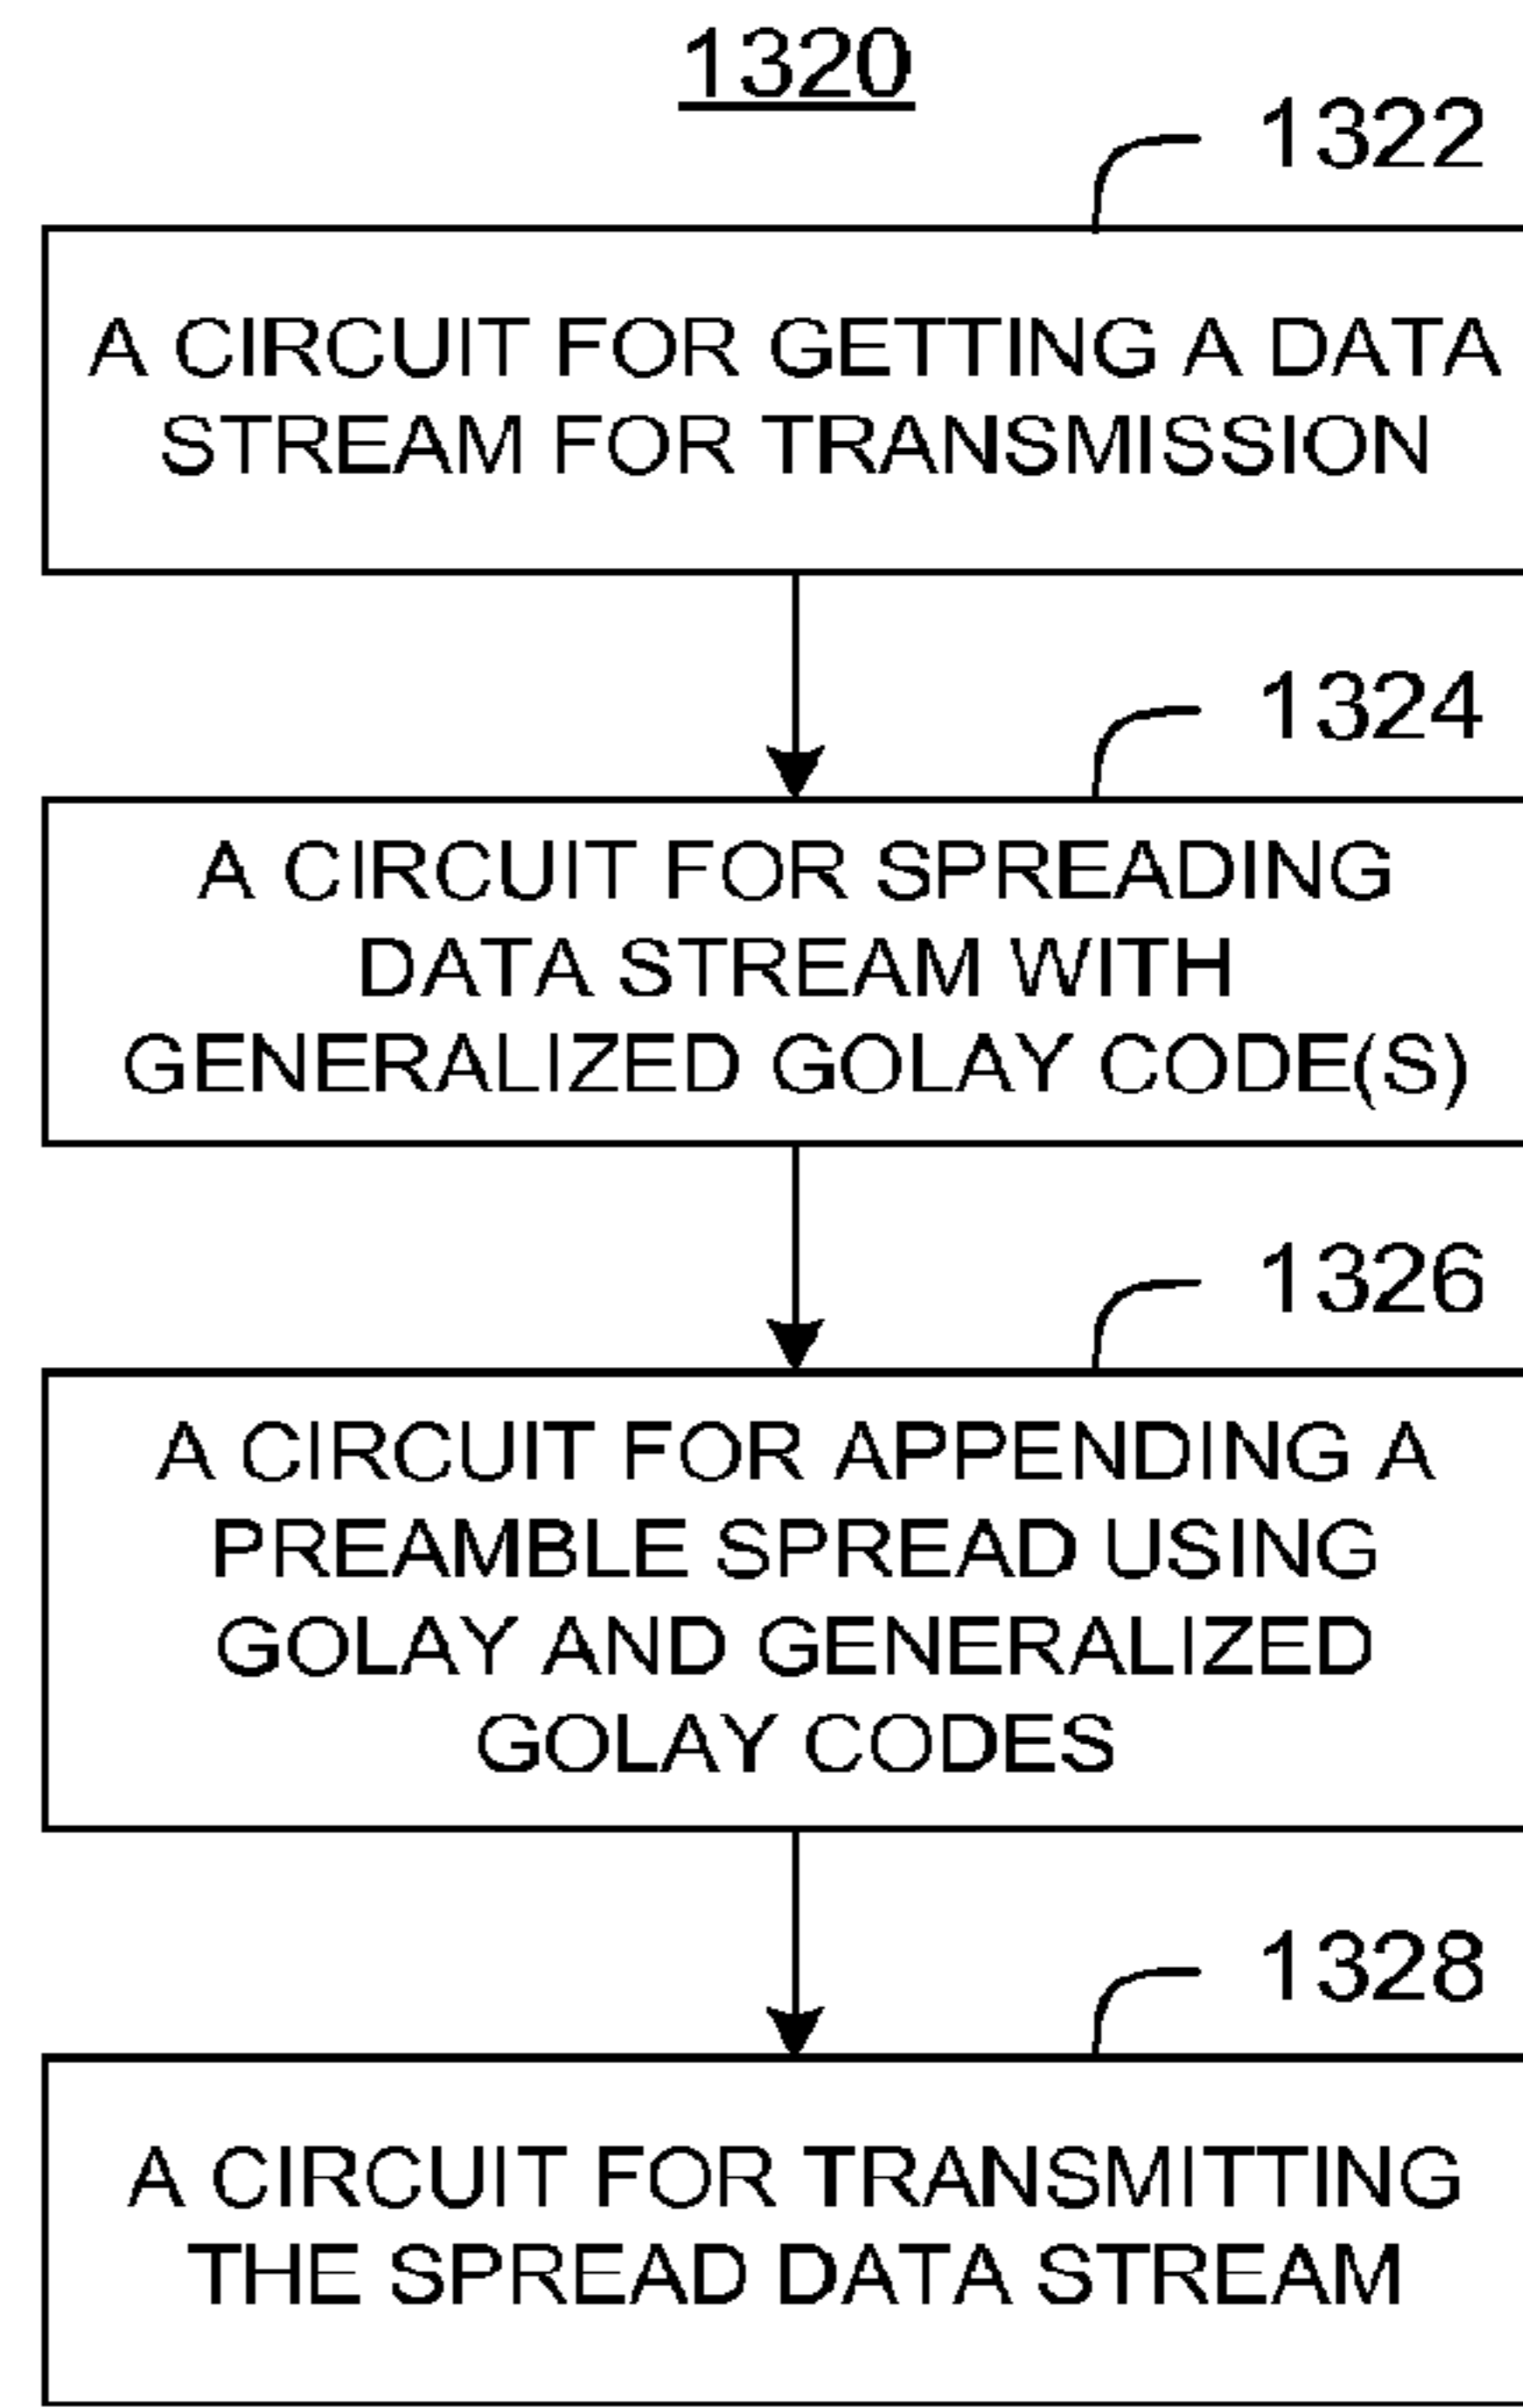 1320
1322
A CIRCUIT FOR GETTING A DATA
STREAM FOR TRANSMISSION
1324
A CIRCUIT FOR SPREADING
DATA STREAM WITH
GENERALIZED GOLAY CODE(S)
1326
A CIRCUIT FOR APPENDING A
PREAMBLE SPREAD USING
GOLAY AND GENERALIZED
GOLAY CODES
1328
A CIRCUIT FOR TRANSMITTING
THE SPREAD DATA STREAM